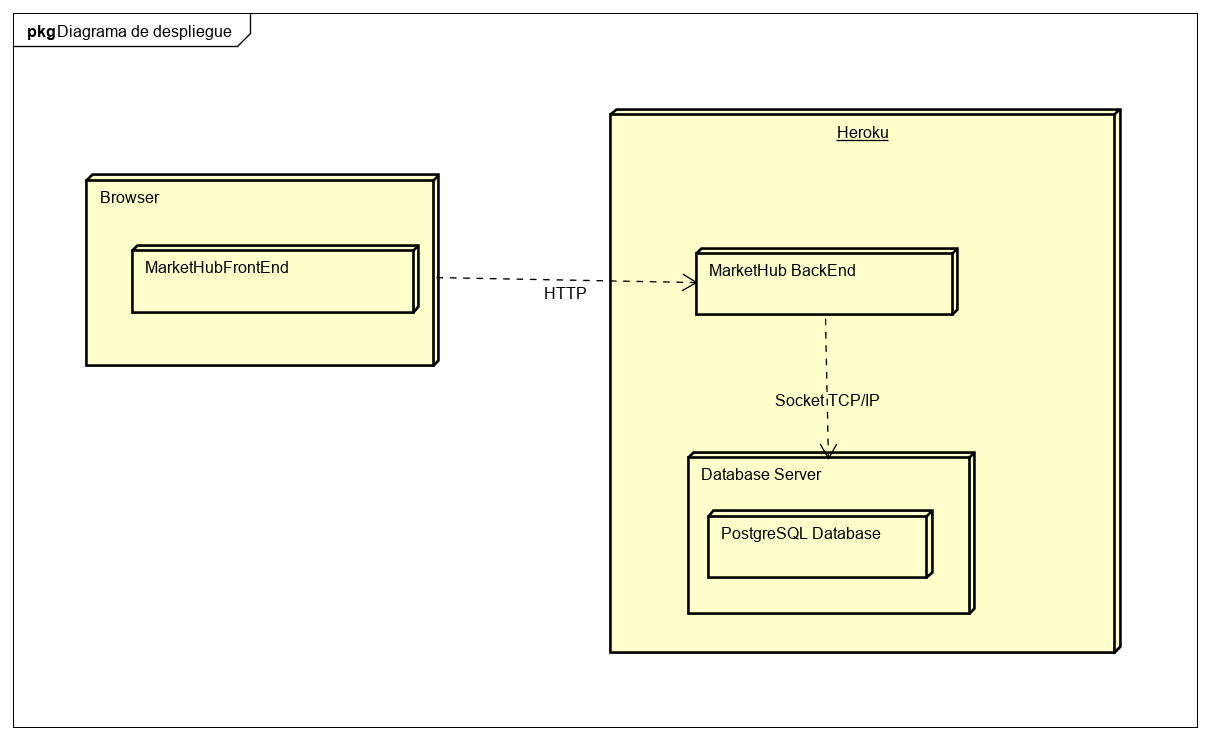 pkg Diagrama de despliegue
Heroku
Browser
MarketHubFrontEnd
MarketHub BackEnd
HTTP
Socket TCP/IP
Database Server
PostgreSQL Database